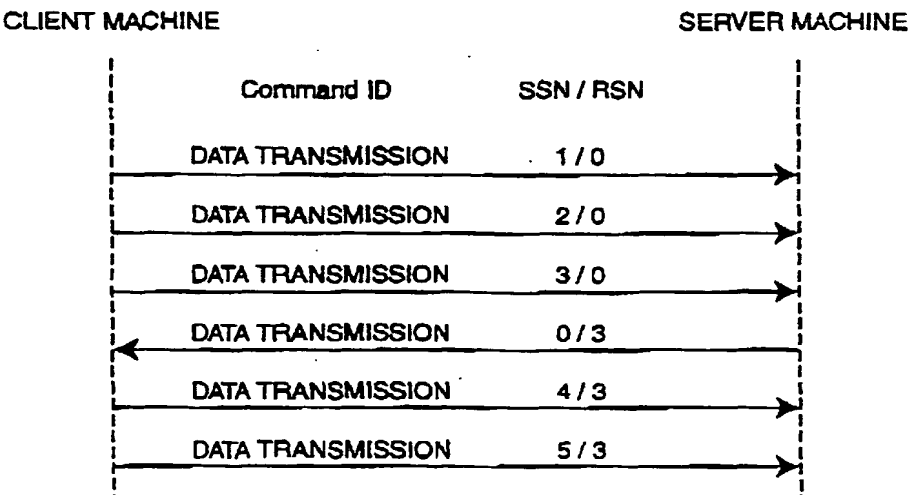 CLIENT MACHINE SERVER MACHINE
Command ID SSN / RSN
DATA TRANSMISSION 1 / 0
DATA TRANSMISSION 2 / 0
DATA TRANSMISSION 3 / 0
DATA TRANSMISSION 0 / 3
DATA TRANSMISSION 4 / 3
DATA TRANSMISSION 5 / 3